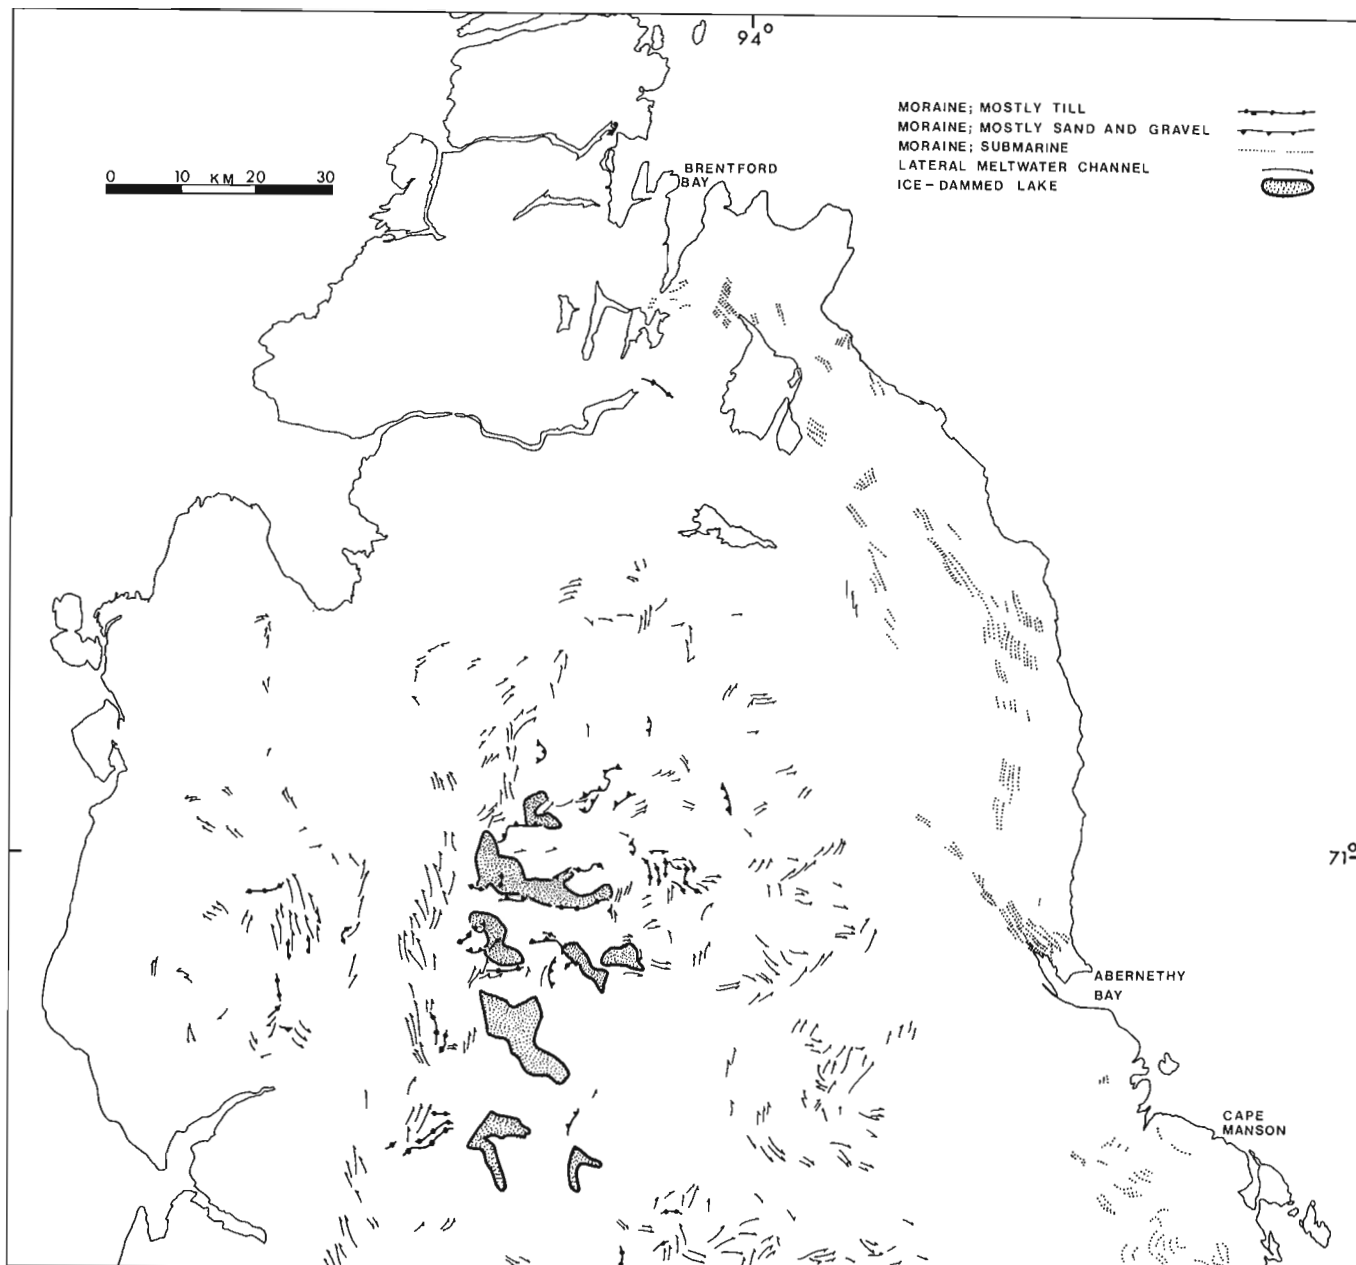 94°
MORAINE; MOSTLY TILL
MORAINE; MOSTLY SAND AND GRAVEL
MORAINE; SUBMARINE
LATERAL MELTWATER CHANNEL
ICE-DAMMED LAKE
0 10 KM 20 30
BRENTFORD
BAY
71°
ABERNETHY
BAY
CAPE
MANSON